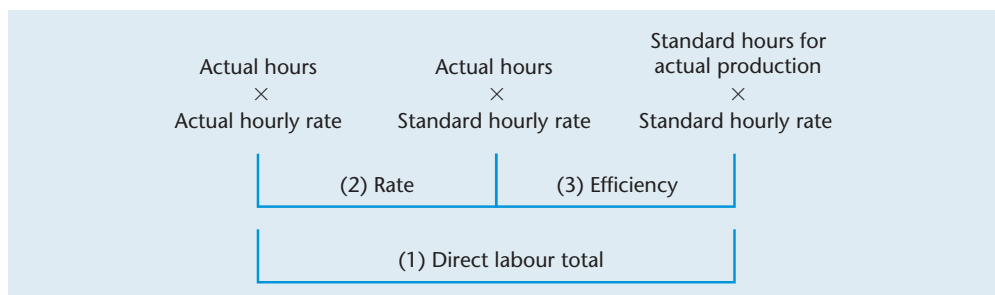 Actual hours
×
Actual hourly rate
Actual hours
×
Standard hourly rate
Standard hours for
actual production
×
Standard hourly rate
(2) Rate
(3) Efficiency
(1) Direct labour total